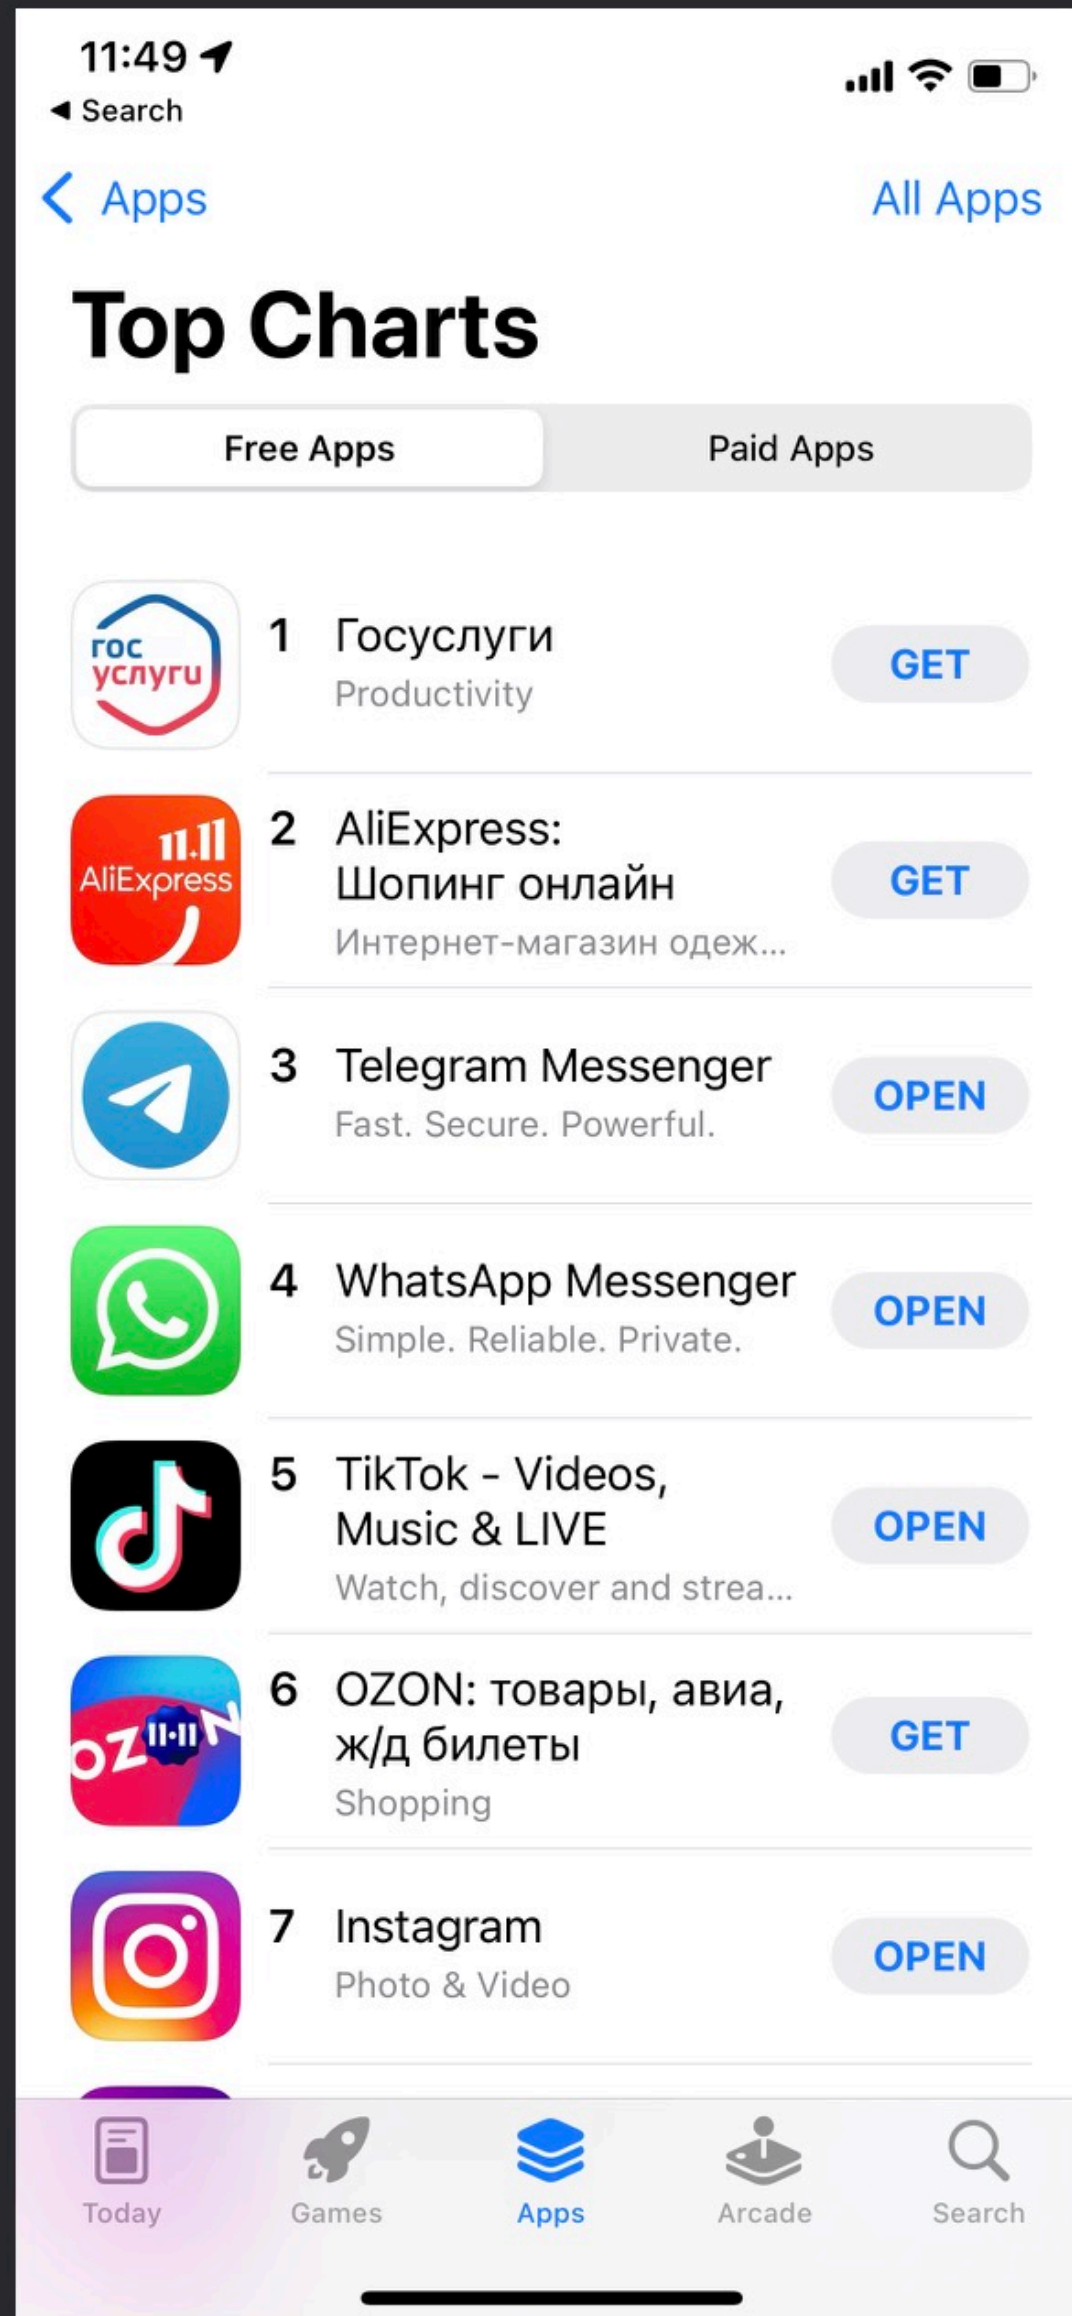 11:49
Search
Apps
All Apps
Top Charts
Free Apps
Paid Apps
гос
услуги
1 Госуслуги
Productivity
GET
11.11
AliExpress
2 AliExpress:
Шопинг онлайн
Интернет-магазин одеж...
GET
3 Telegram Messenger
Fast. Secure. Powerful.
OPEN
4 WhatsApp Messenger
Simple. Reliable. Private.
OPEN
5 TikTok - Videos,
Music & LIVE
Watch, discover and strea...
OPEN
OZON
11·11
6 OZON: товары, авиа,
ж/д билеты
Shopping
GET
7 Instagram
Photo & Video
OPEN
Today
Games
Apps
Arcade
Search